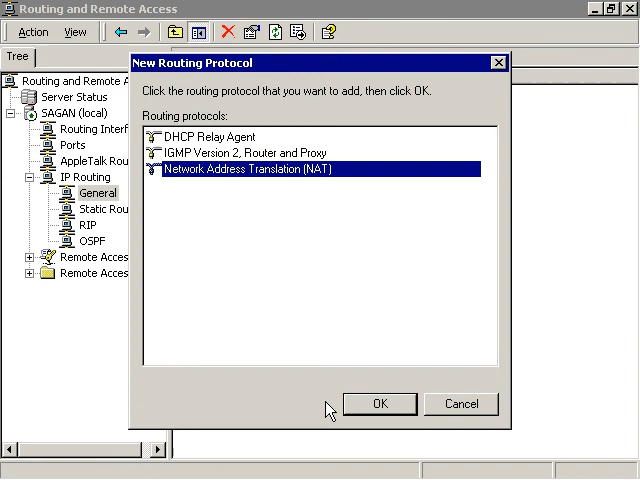 Routing and Remote Access
Action View
Tree
Routing and Remote A
Server Status
SAGAN (local)
Routing Interf
Ports
AppleTalk Rou
IP Routing
General
Static Rou
RIP
OSPF
Remote Acces
Remote Acces
New Routing Protocol
Click the routing protocol that you want to add, then click OK.
Routing protocols:
DHCP Relay Agent
IGMP Version 2, Router and Proxy
Network Address Translation (NAT)
OK Cancel